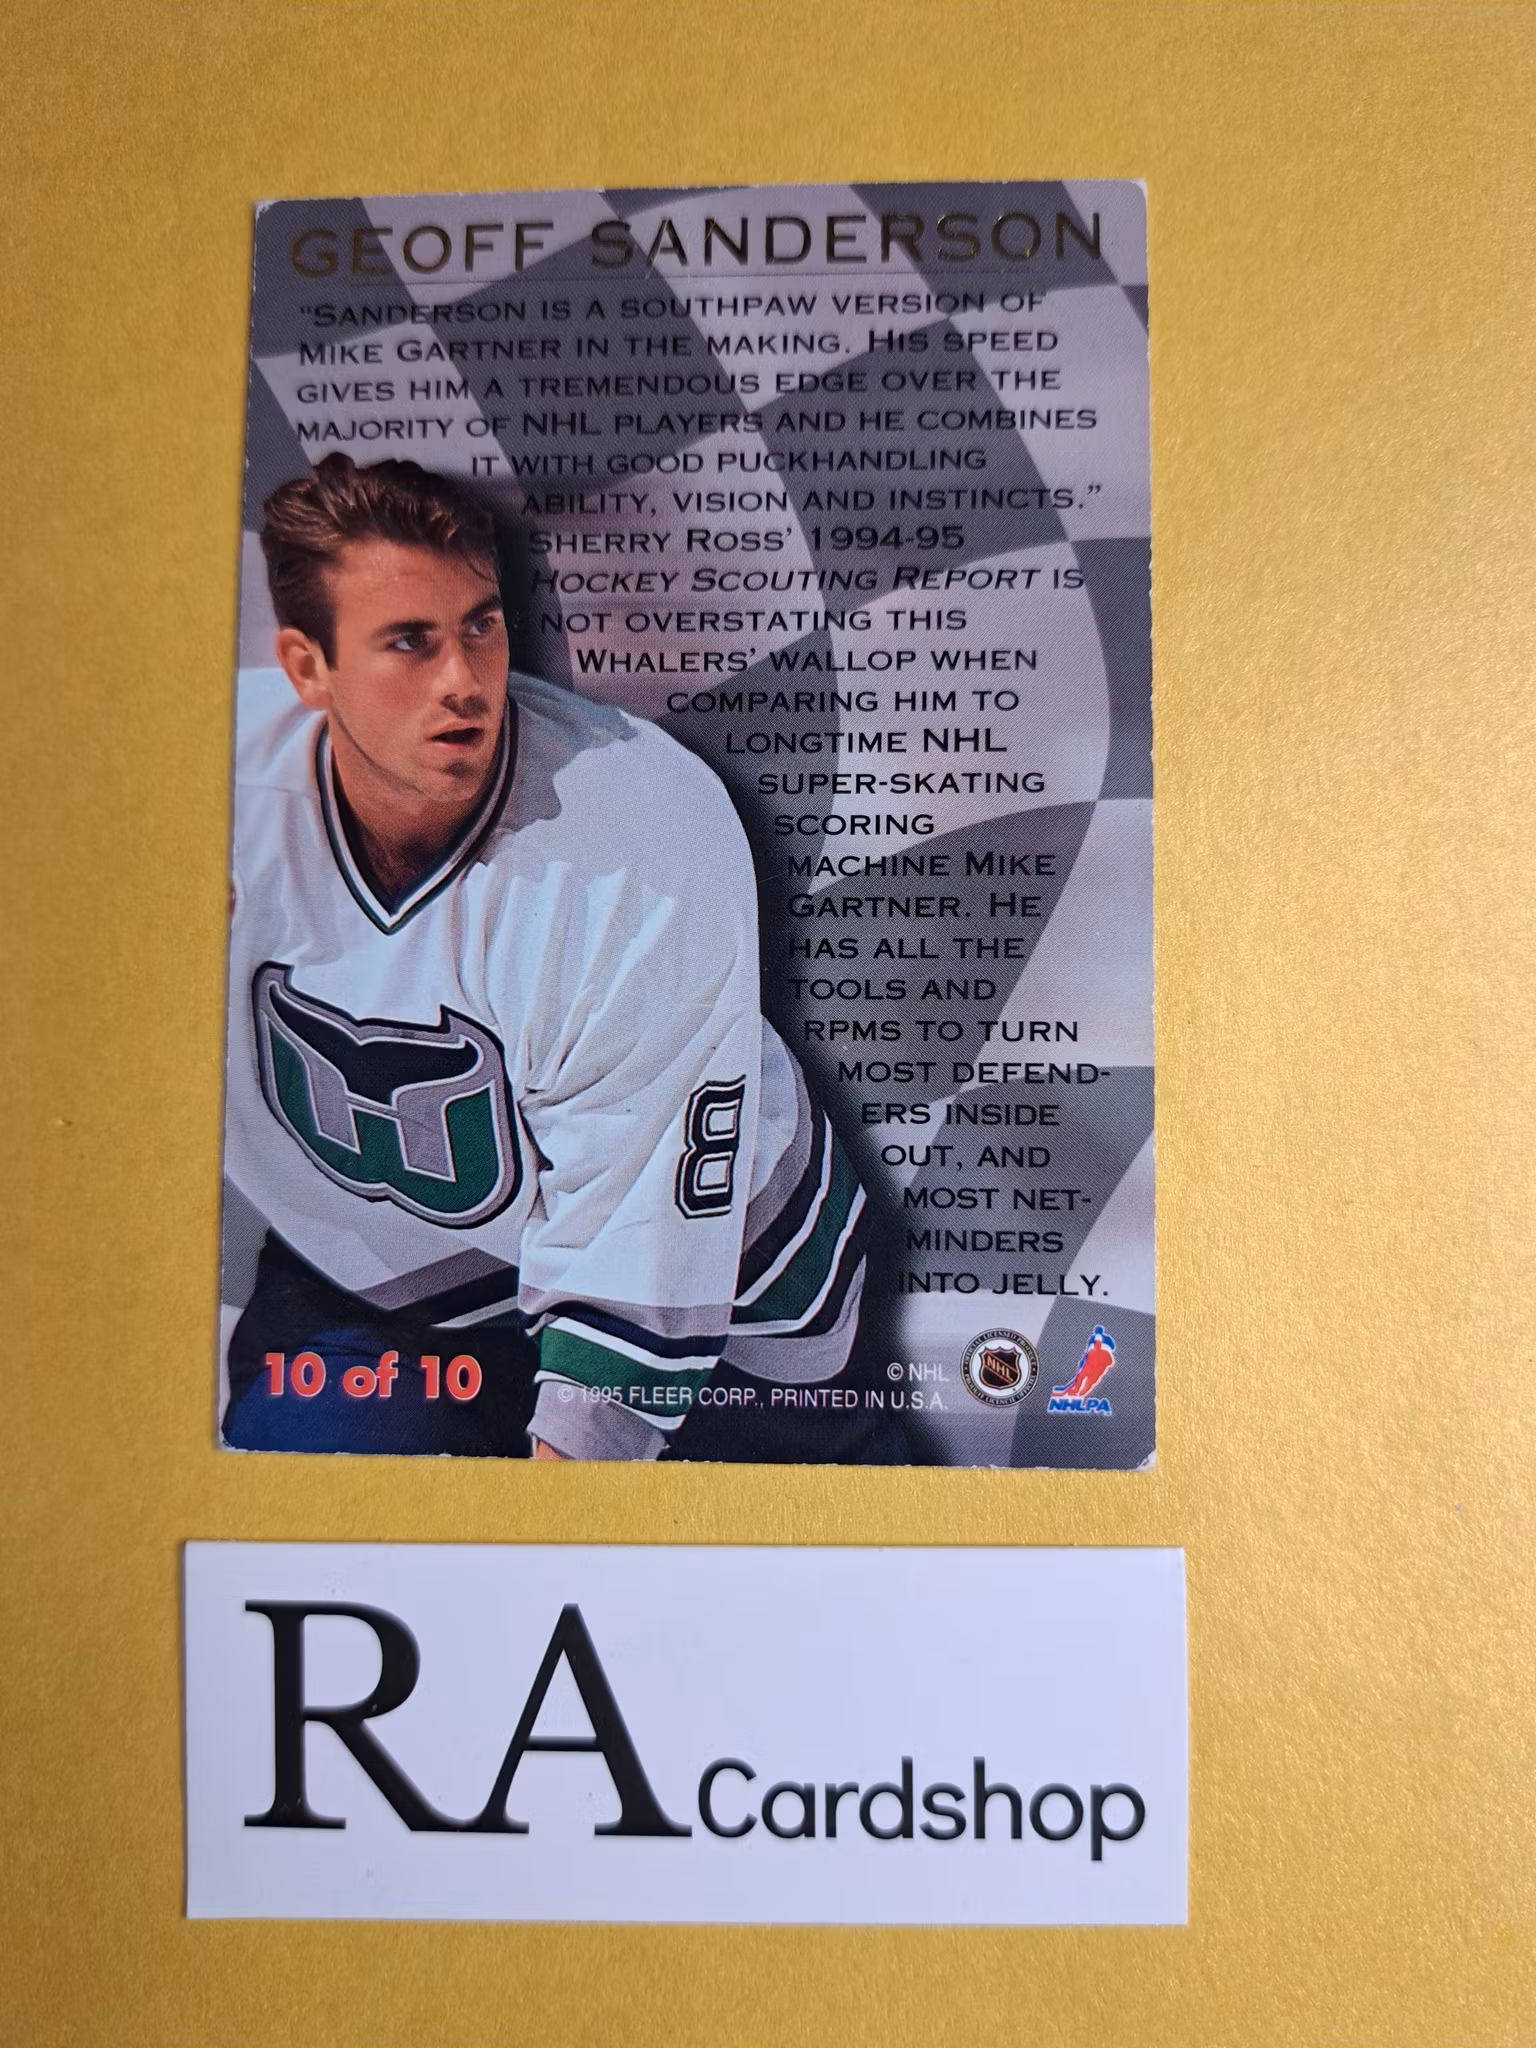 GEOFF SANDERSON
“SANDERSON IS A SOUTHPAW VERSION OF
MIKE GARTNER IN THE MAKING. HIS SPEED
GIVES HIM A TREMENDOUS EDGE OVER THE
MAJORITY OF NHL PLAYERS AND HE COMBINES
IT WITH GOOD PUCKHANDLING
ABILITY, VISION AND INSTINCTS.”
SHERRY ROSS’ 1994-95
HOCKEY SCOUTING REPORT IS
NOT OVERSTATING THIS
WHALERS’ WALLOP WHEN
COMPARING HIM TO
LONGTIME NHL
SUPER-SKATING
SCORING
MACHINE MIKE
GARTNER. HE
HAS ALL THE
TOOLS AND
RPMS TO TURN
MOST DEFEND-
ERS INSIDE
OUT, AND
MOST NET-
MINDERS
INTO JELLY.
8
10 of 10
© NHL
© 1995 FLEER CORP., PRINTED IN U.S.A.
NHL
NHLPA
RA Cardshop